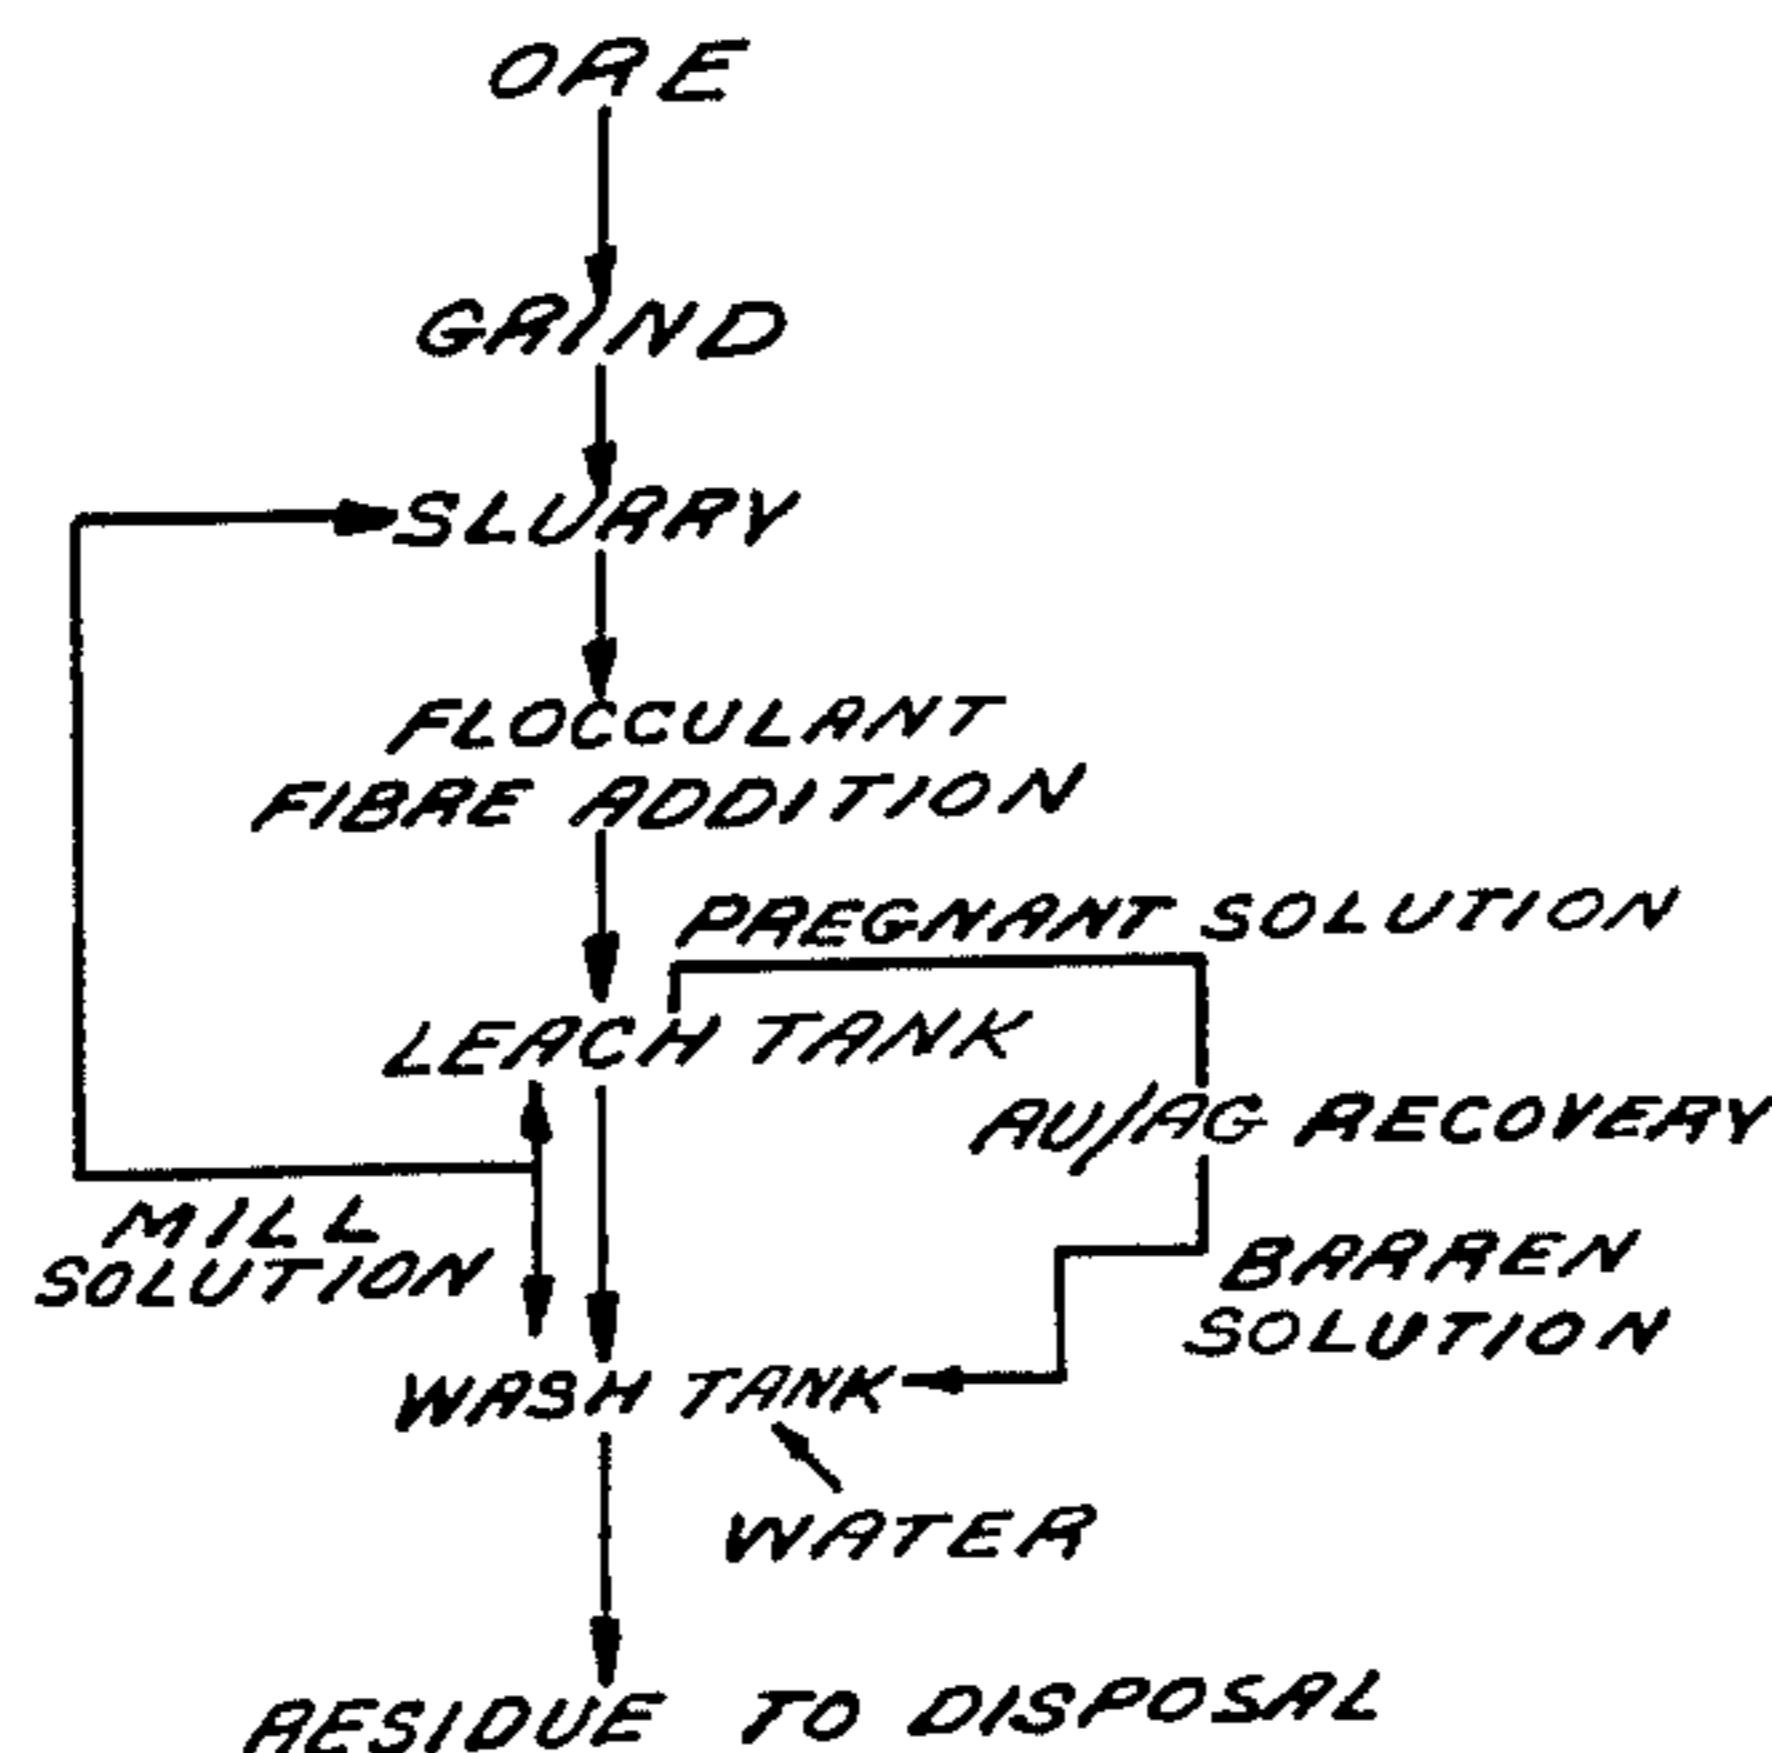 ORE
GRIND
SLURRY
FLOCCULANT
FIBRE ADDITION
PREGNANT SOLUTION
LEACH TANK
AU/AG RECOVERY
MILL
SOLUTION
BARREN
SOLUTION
WASH TANK
WATER
RESIDUE TO DISPOSAL